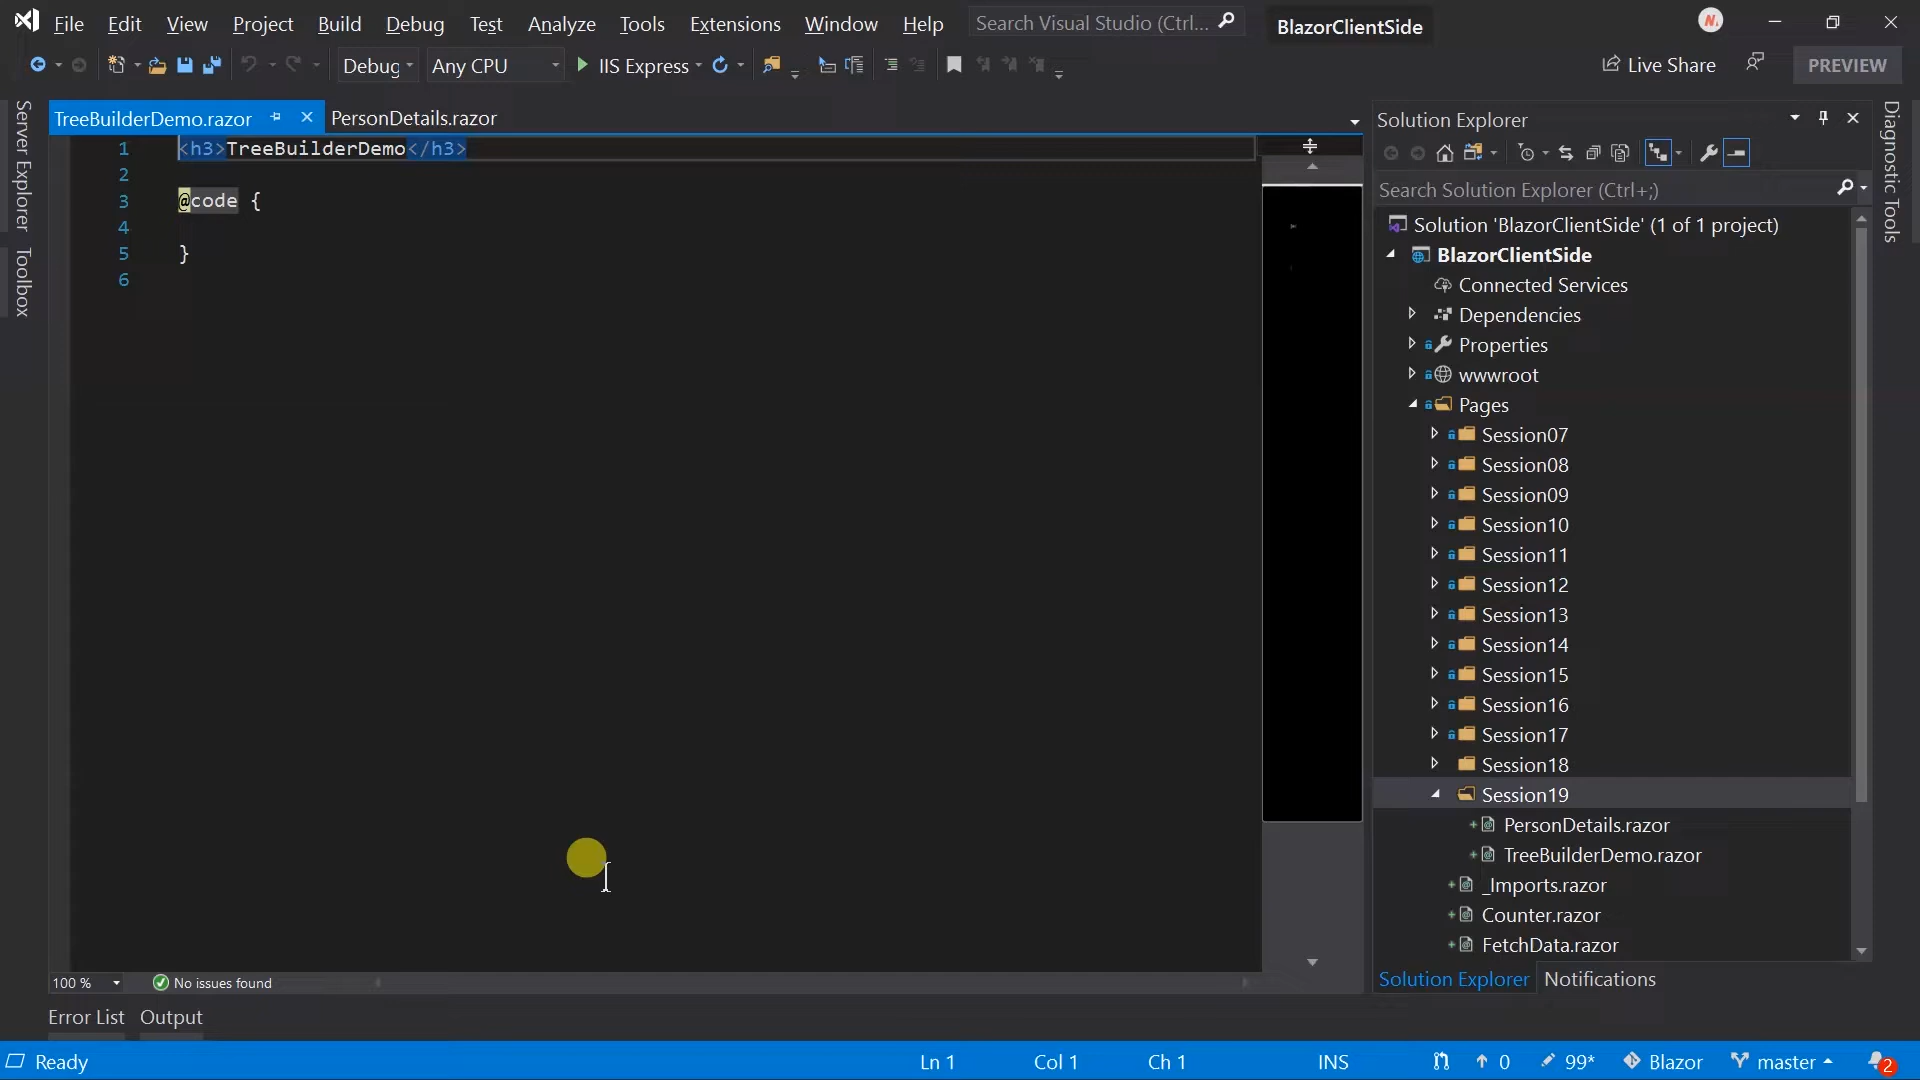 File Edit View Project Build Debug Test Analyze Tools Extensions Window Help Search Visual Studio (Ctrl... BlazorClientSide
Debug Any CPU IIS Express Live Share PREVIEW
Server Explorer
Toolbox
TreeBuilderDemo.razor PersonDetails.razor
1 <h3>TreeBuilderDemo</h3>
2
3 @code {
4
5 }
6
100 % No issues found
Error List Output
Solution Explorer
Search Solution Explorer (Ctrl+;)
Solution 'BlazorClientSide' (1 of 1 project)
BlazorClientSide
Connected Services
Dependencies
Properties
wwwroot
Pages
Session07
Session08
Session09
Session10
Session11
Session12
Session13
Session14
Session15
Session16
Session17
Session18
Session19
PersonDetails.razor
TreeBuilderDemo.razor
_Imports.razor
Counter.razor
FetchData.razor
Solution Explorer Notifications
Diagnostic Tools
Ready Ln 1 Col 1 Ch 1 INS 0 99* Blazor master 2